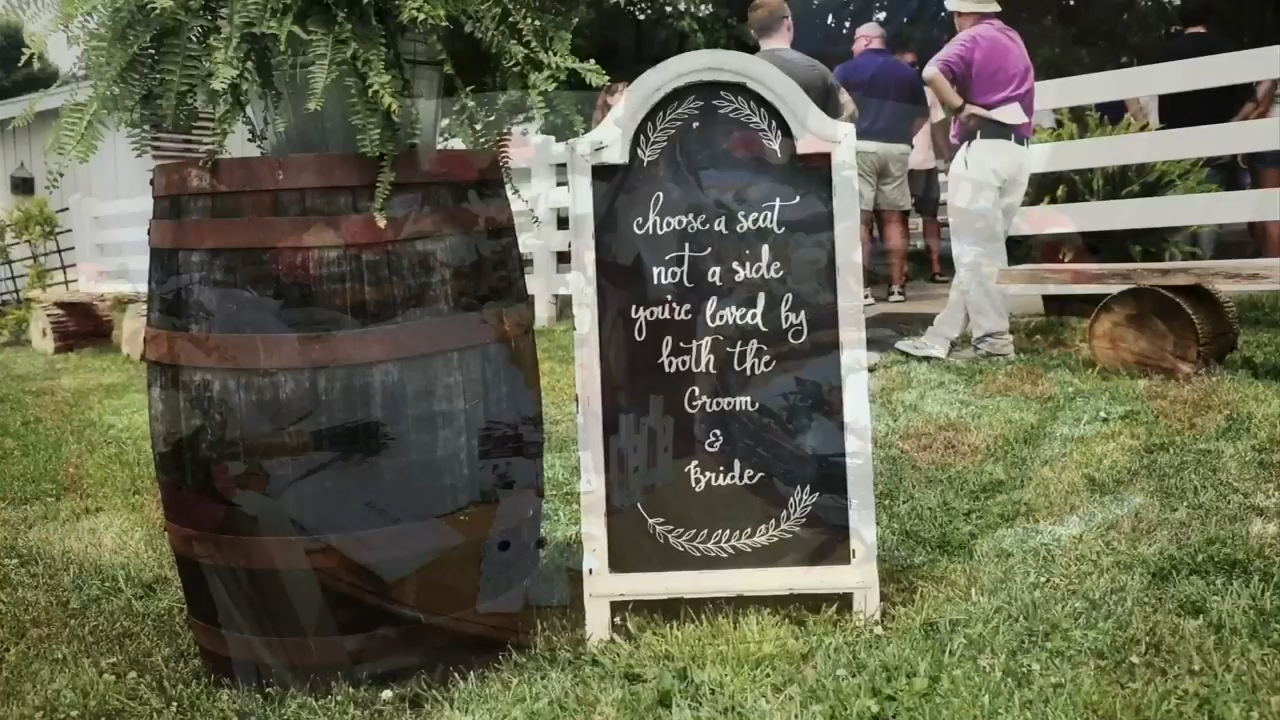 choose a seat
not a side
you're loved by
both the
Groom
&
Bride